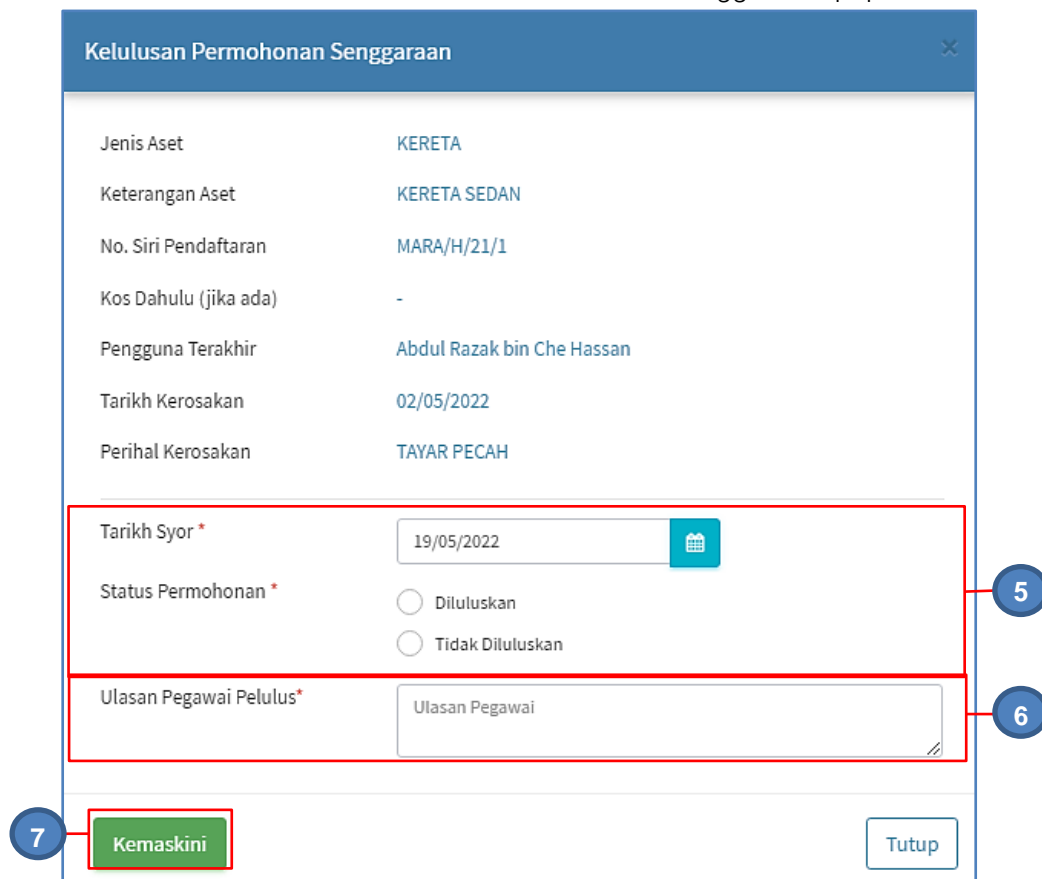 Kelulusan Permohonan Senggaraan ×
Jenis Aset KERETA
Keterangan Aset KERETA SEDAN
No. Siri Pendaftaran MARA/H/21/1
Kos Dahulu (jika ada) -
Pengguna Terakhir Abdul Razak bin Che Hassan
Tarikh Kerosakan 02/05/2022
Perihal Kerosakan TAYAR PECAH
Tarikh Syor * 19/05/2022
Status Permohonan * Diluluskan
5
Tidak Diluluskan
Ulasan Pegawai Pelulus* Ulasan Pegawai
6
7 Kemaskini Tutup